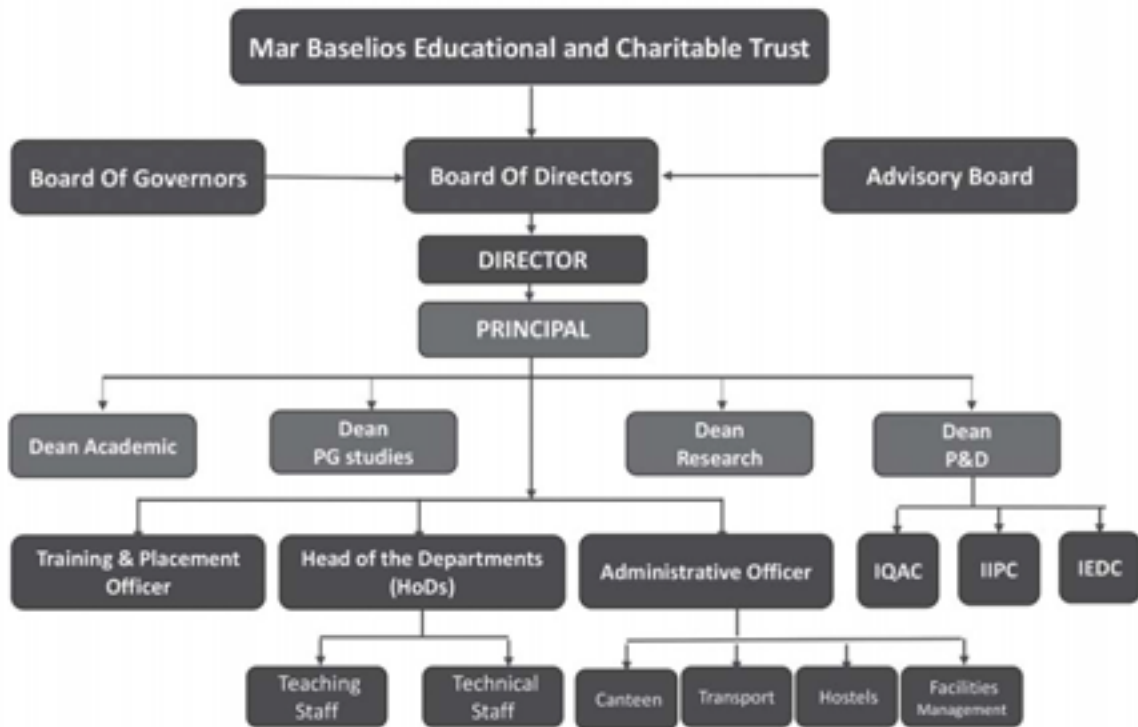 Mar Baselios Educational and Charitable Trust
Board Of Governors
Board Of Directors
Advisory Board
DIRECTOR
PRINCIPAL
Dean Academic
Dean
PG studies
Dean
Research
Dean
P&D
Training & Placement
Officer
Head of the Departments
(HoDs)
Administrative Officer
IQAC
IIPC
IEDC
Teaching
Staff
Technical
Staff
Canteen
Transport
Hostels
Facilities
Management